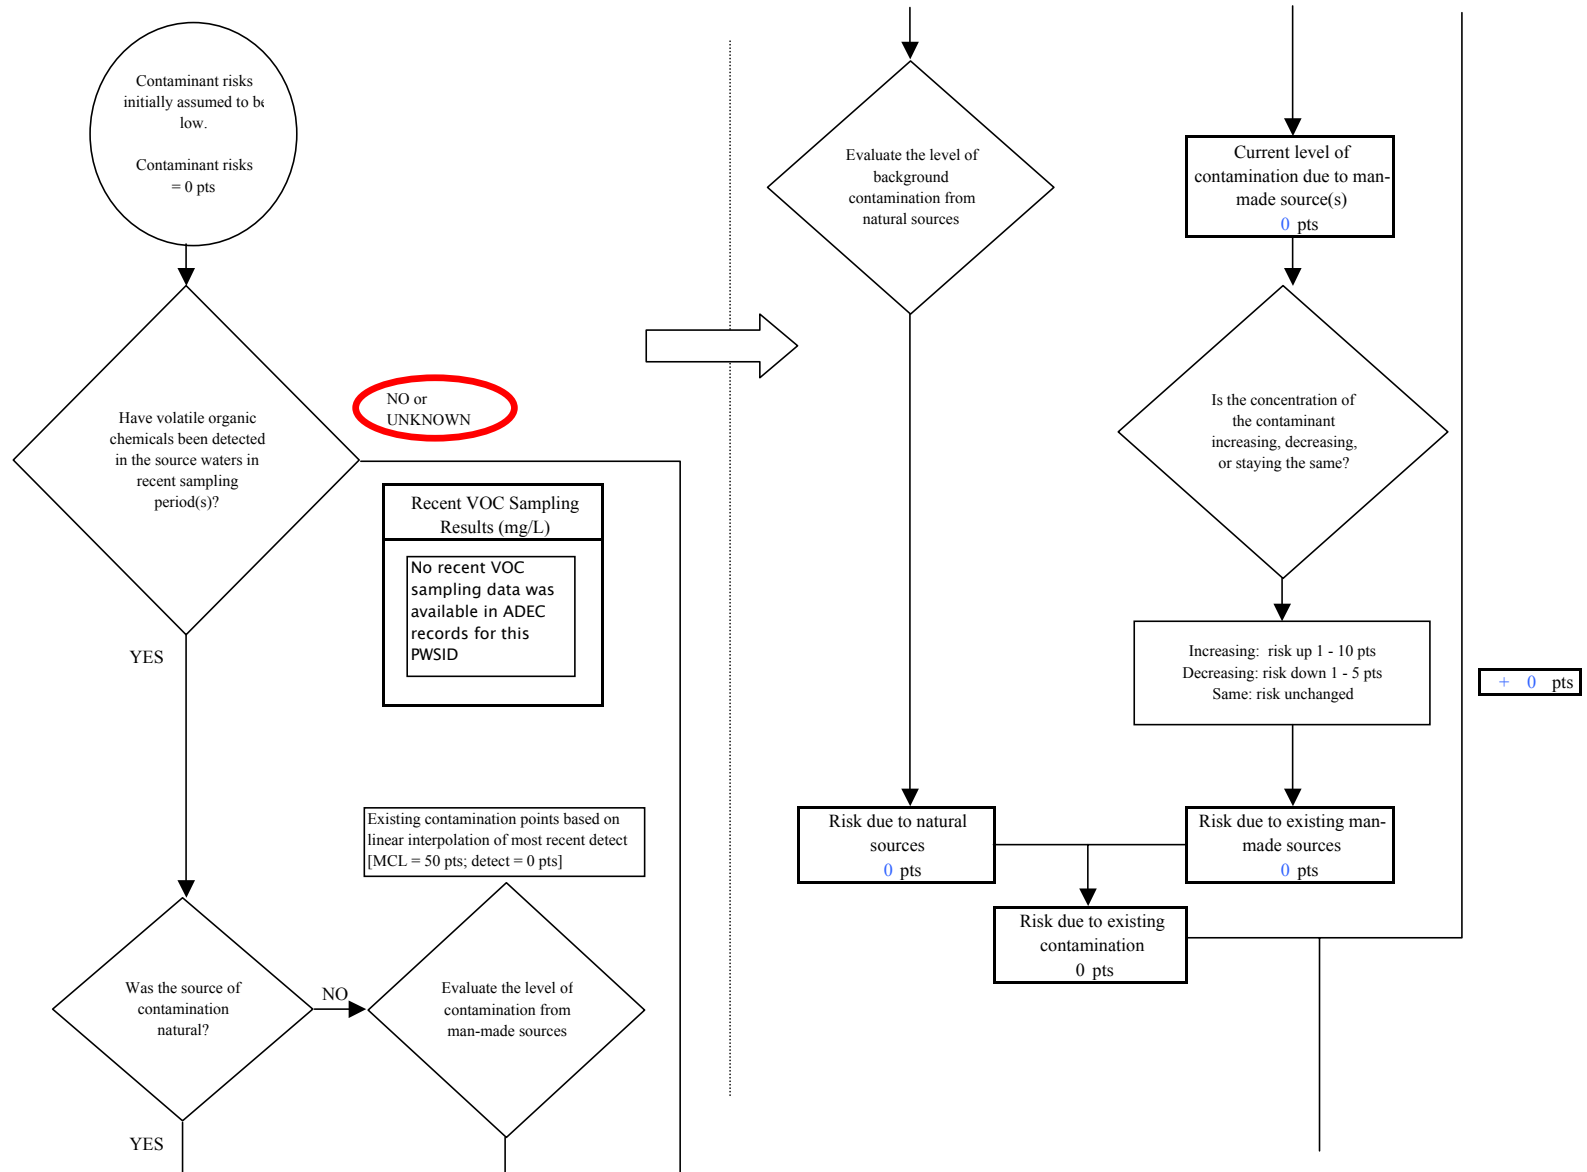 Contaminant risks
initially assumed to be
low.
Contaminant risks
= 0 pts
Have volatile organic
chemicals been detected
in the source waters in
recent sampling
period(s)?
NO or
UNKNOWN
Recent VOC Sampling
Results (mg/L)
No recent VOC
sampling data was
available in ADEC
records for this
PWSID
YES
Existing contamination points based on
linear interpolation of most recent detect
[MCL = 50 pts; detect = 0 pts]
Was the source of
contamination
natural?
NO
Evaluate the level of
contamination from
man-made sources
YES
Evaluate the level of
background
contamination from
natural sources
Current level of
contamination due to man-
made source(s)
0 pts
Is the concentration of
the contaminant
increasing, decreasing,
or staying the same?
Increasing: risk up 1 - 10 pts
Decreasing: risk down 1 - 5 pts
Same: risk unchanged
+ 0 pts
Risk due to natural
sources
0 pts
Risk due to existing man-
made sources
0 pts
Risk due to existing
contamination
0 pts